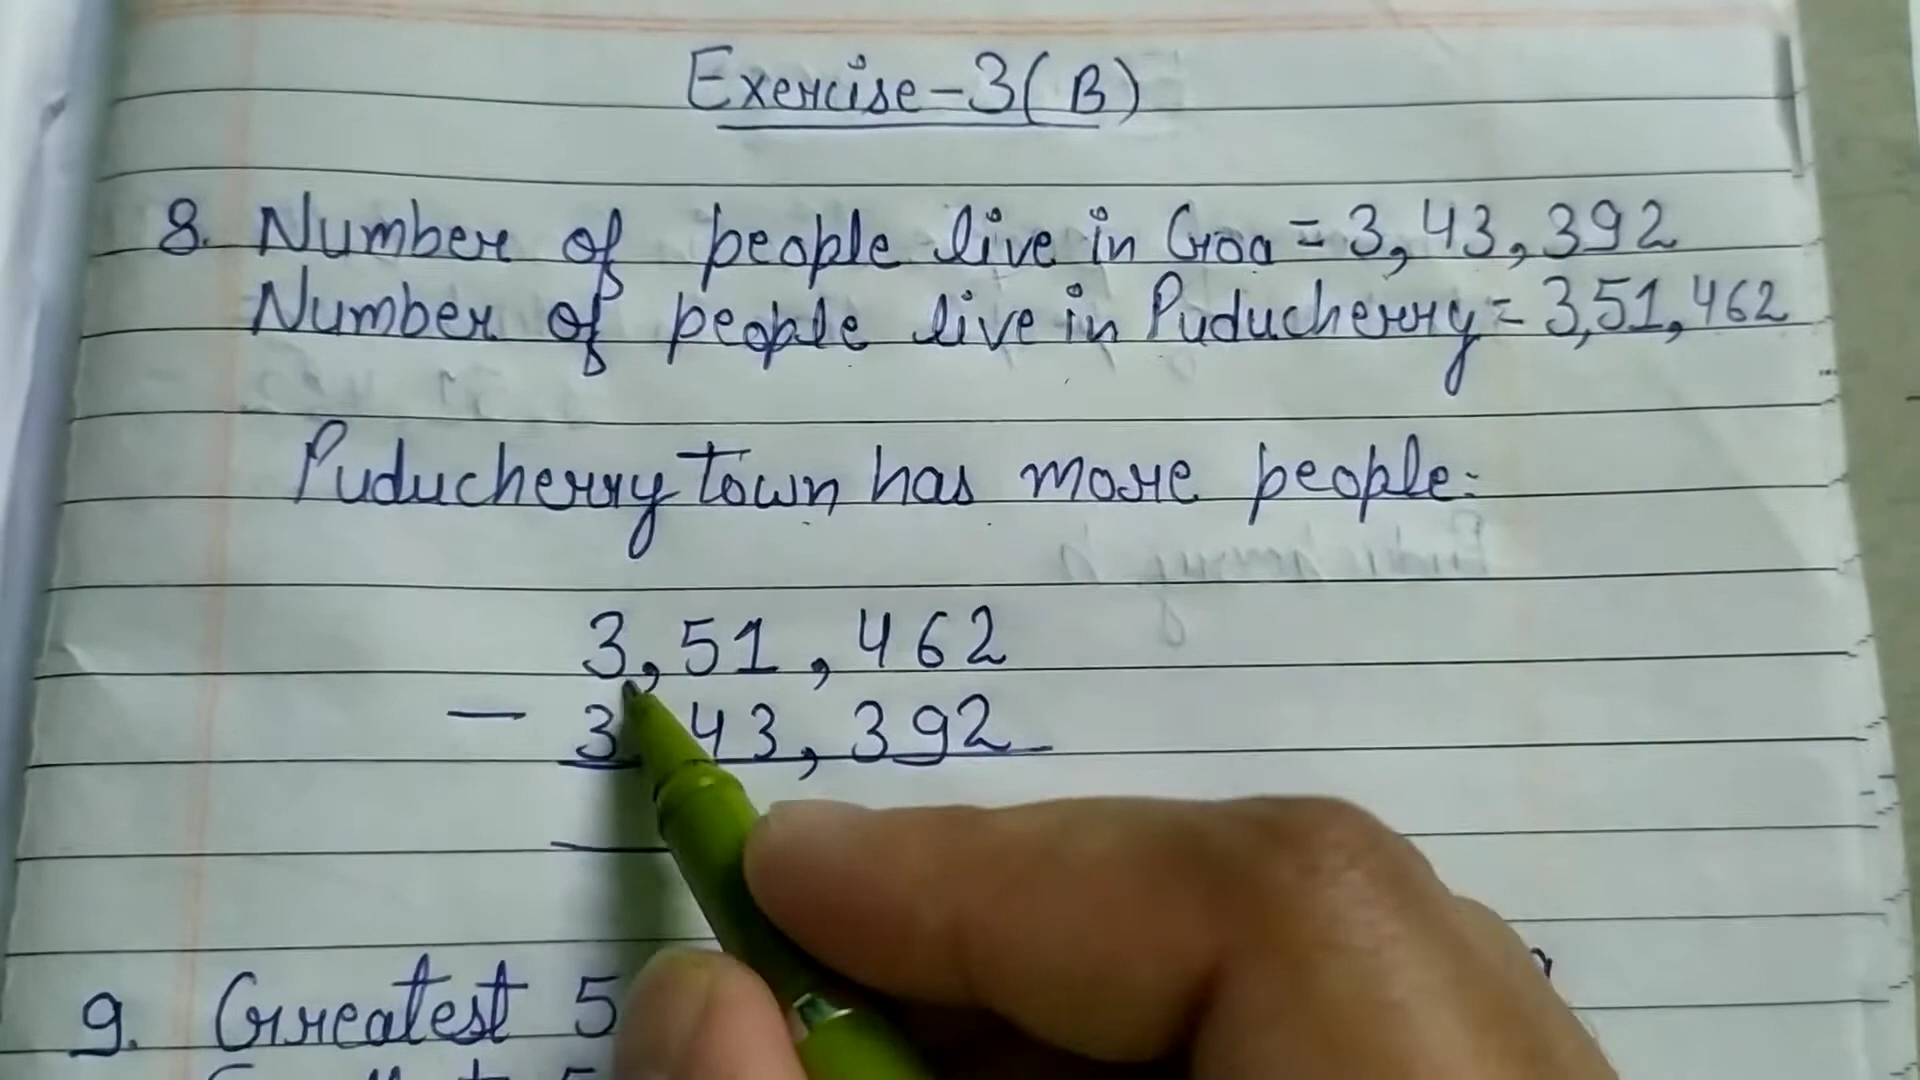 Exercise-3(B)
8. Number of people live in Goa = 3,43,392
Number of people live in Puducherry = 3,51,462
Puducherry town has more people.
3,51,462
- 3 43,392
9. Greatest 5